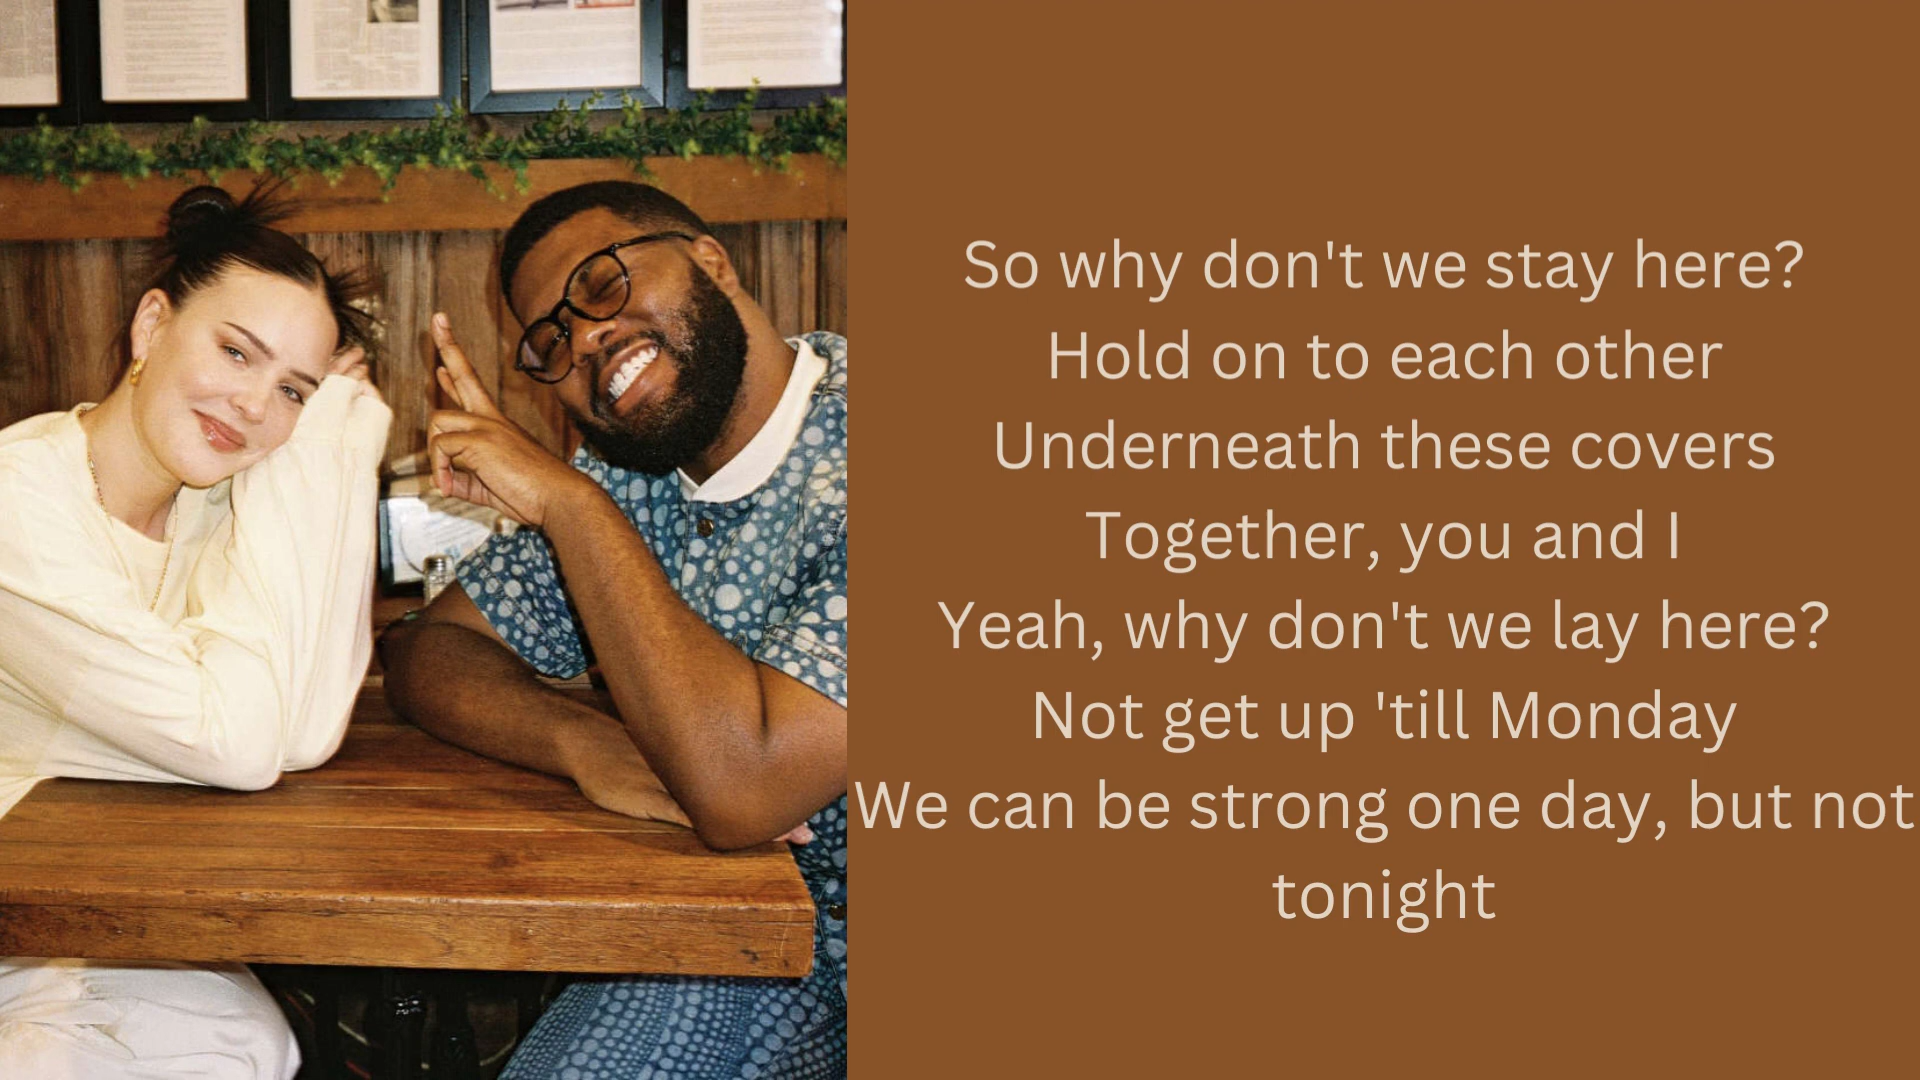 So why don't we stay here?
Hold on to each other
Underneath these covers
Together, you and I
Yeah, why don't we lay here?
Not get up 'till Monday
We can be strong one day, but not
tonight